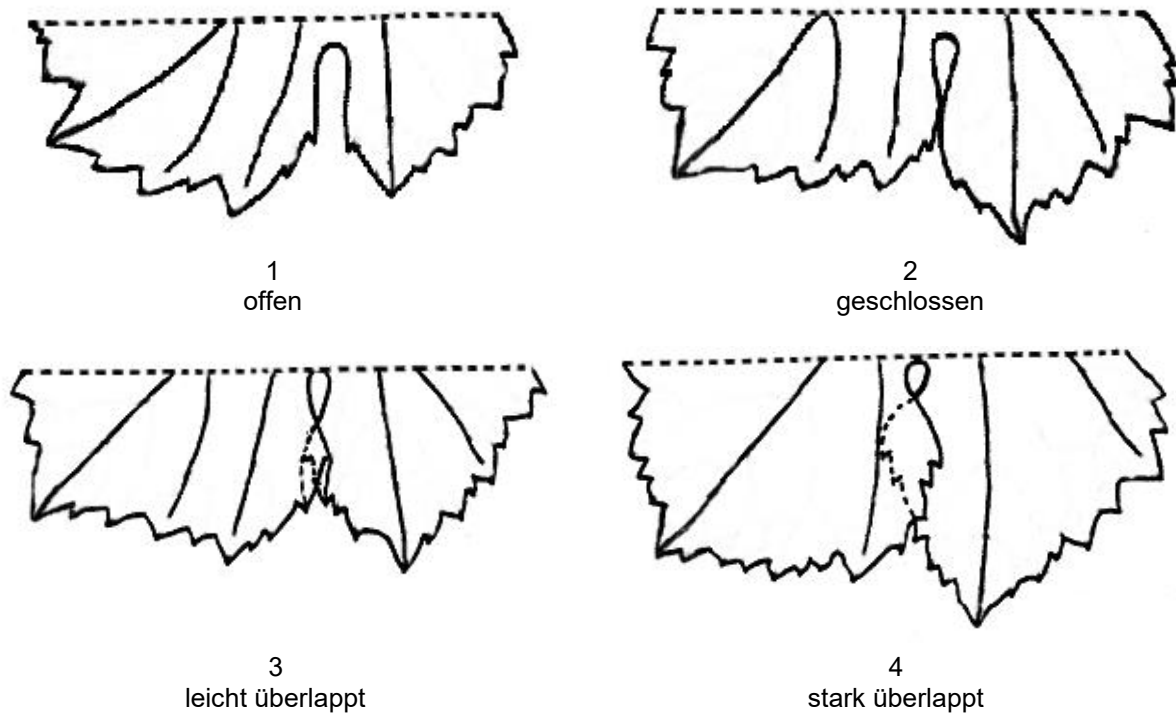 1
offen
2
geschlossen
3
leicht überlappt
4
stark überlappt